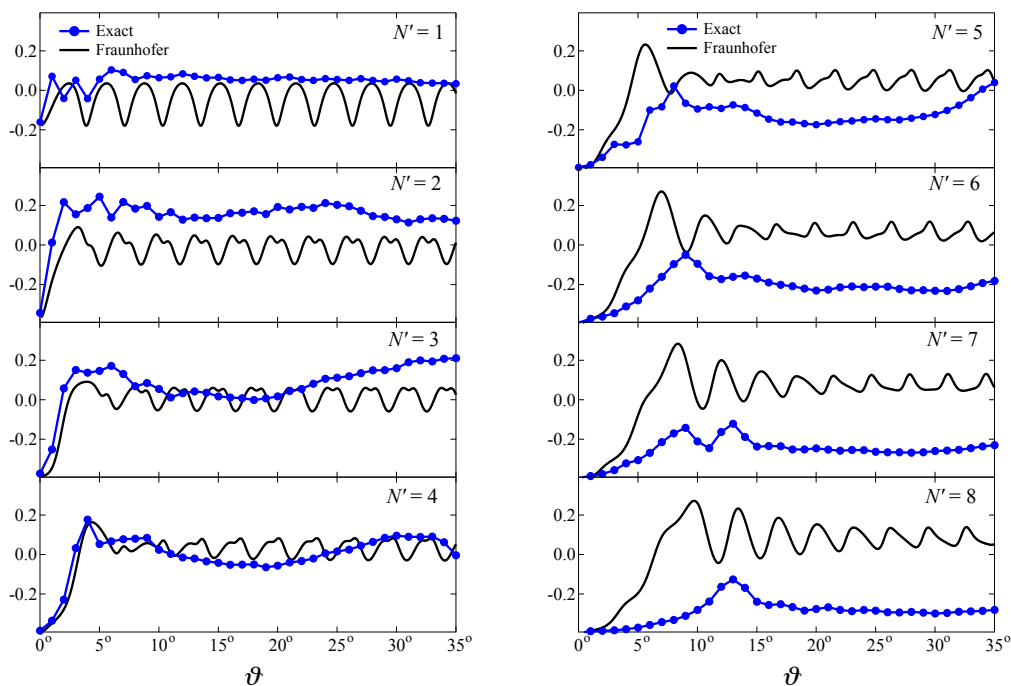 Exact
Fraunhofer
N′ = 1
0.2
0.0
-0.2
N′ = 2
0.2
0.0
-0.2
N′ = 3
0.2
0.0
-0.2
N′ = 4
0.2
0.0
-0.2
0° 5° 10° 15° 20° 25° 30° 35°
ϑ
Exact
Fraunhofer
N′ = 5
0.2
0.0
-0.2
N′ = 6
0.2
0.0
-0.2
N′ = 7
0.2
0.0
-0.2
N′ = 8
0.2
0.0
-0.2
0° 5° 10° 15° 20° 25° 30° 35°
ϑ